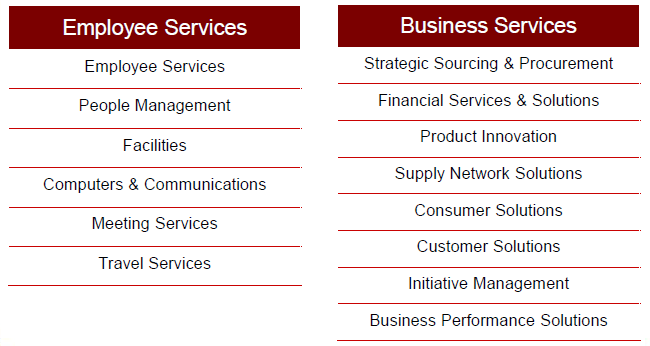 Employee Services
Employee Services
People Management
Facilities
Computers & Communications
Meeting Services
Travel Services
Business Services
Strategic Sourcing & Procurement
Financial Services & Solutions
Product Innovation
Supply Network Solutions
Consumer Solutions
Customer Solutions
Initiative Management
Business Performance Solutions